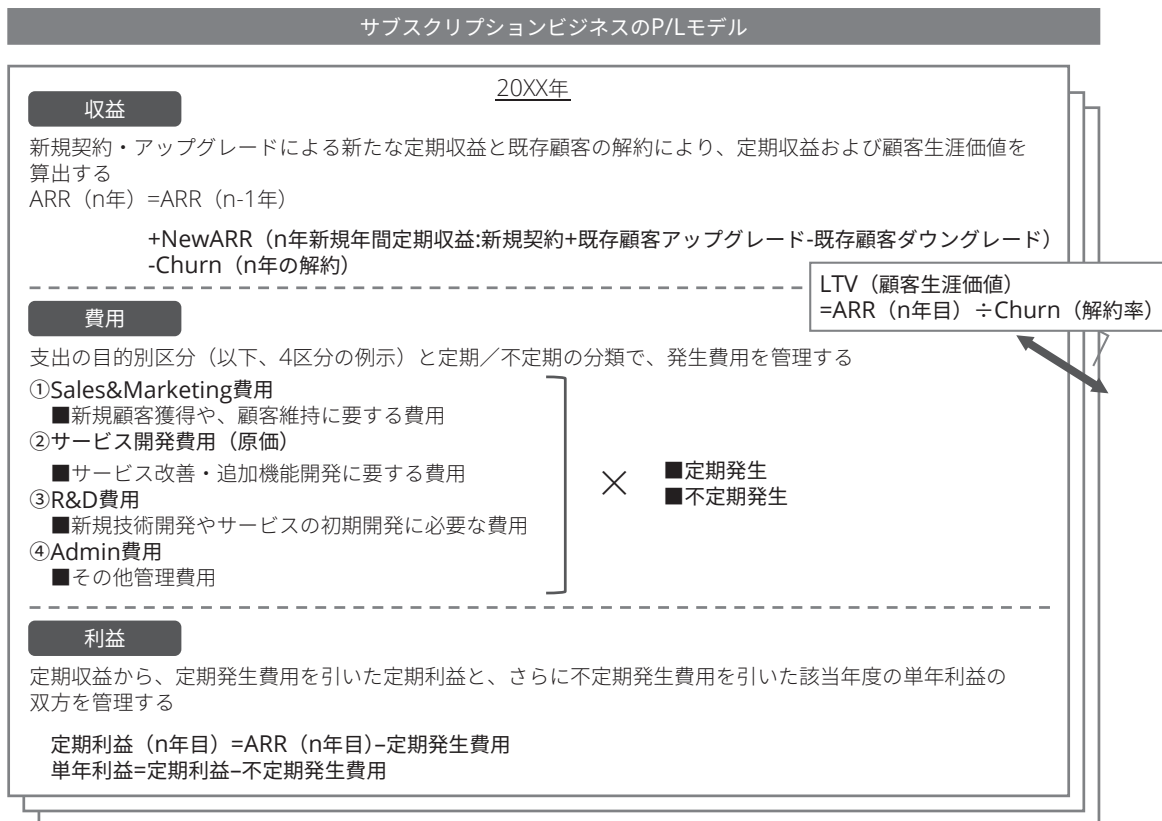 サブスクリプションビジネスのP/Lモデル
20XX年
収益
新規契約・アップグレードによる新たな定期収益と既存顧客の解約により、定期収益および顧客生涯価値を
算出する
ARR（n年）=ARR（n-1年）
+NewARR（n年新規年間定期収益:新規契約+既存顧客アップグレード-既存顧客ダウングレード）
-Churn（n年の解約）
LTV（顧客生涯価値）
=ARR（n年目）÷Churn（解約率）
費用
支出の目的別区分（以下、4区分の例示）と定期／不定期の分類で、発生費用を管理する
①Sales&Marketing費用
■新規顧客獲得や、顧客維持に要する費用
②サービス開発費用（原価）
■サービス改善・追加機能開発に要する費用
③R&D費用
■新規技術開発やサービスの初期開発に必要な費用
④Admin費用
■その他管理費用
×
■定期発生
■不定期発生
利益
定期収益から、定期発生費用を引いた定期利益と、さらに不定期発生費用を引いた該当年度の単年利益の
双方を管理する
定期利益（n年目）=ARR（n年目）–定期発生費用
単年利益=定期利益–不定期発生費用